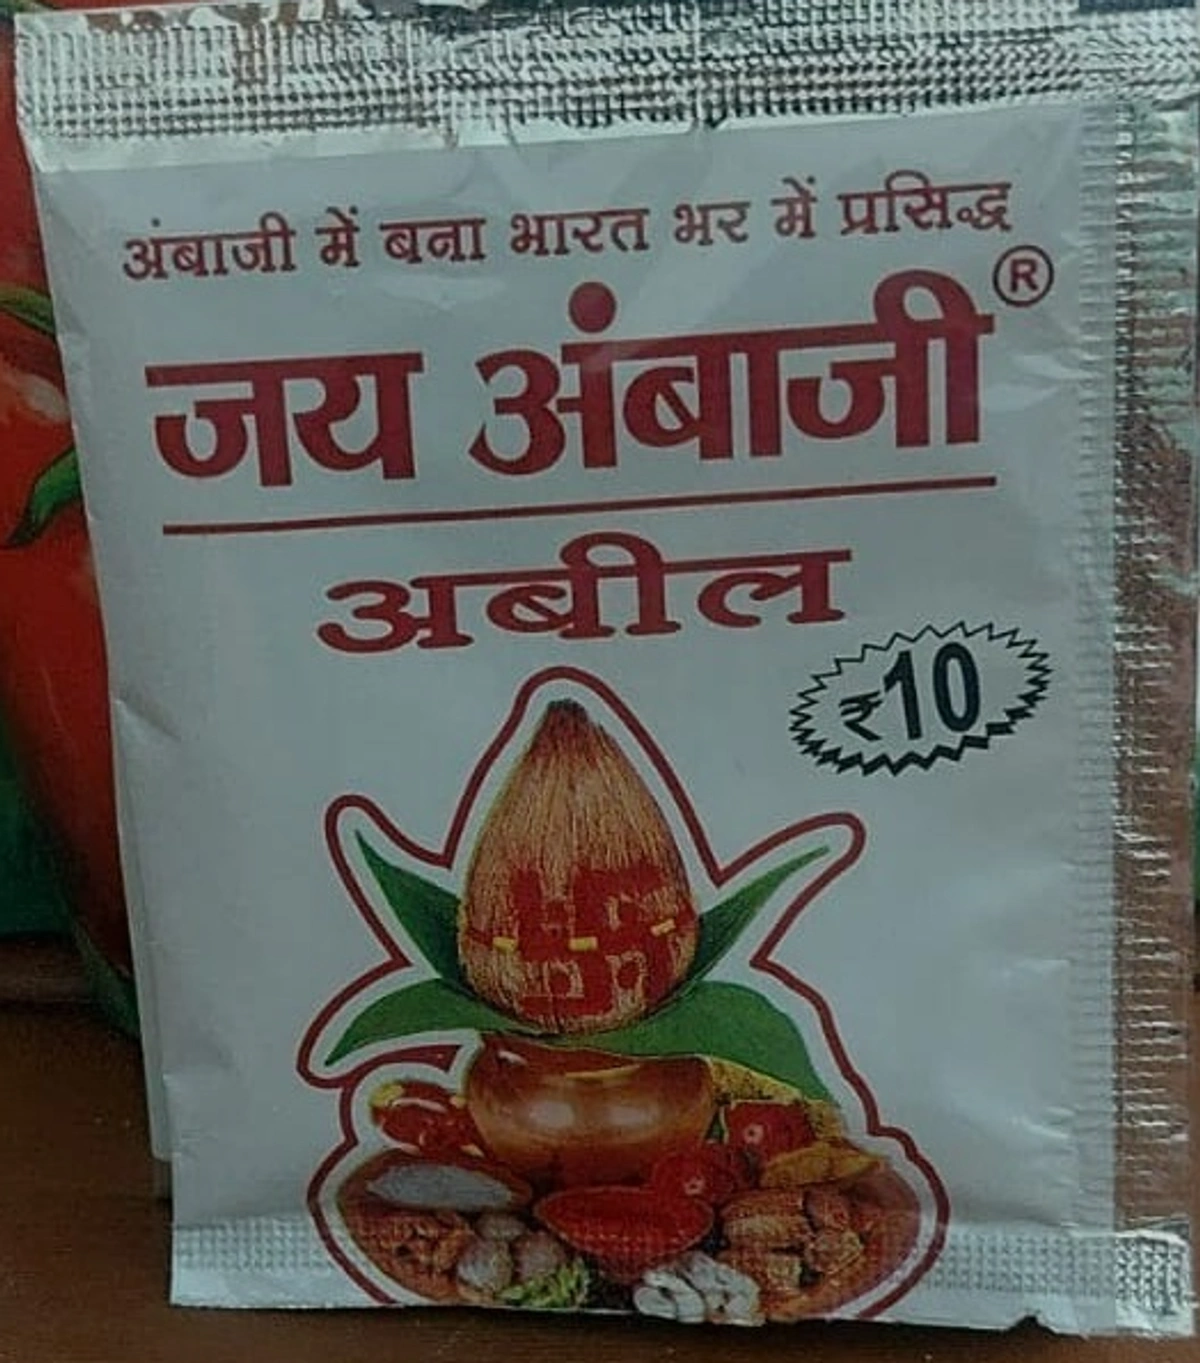 अंबाजी में बना भारत भर में प्रसिद्ध
जय अंबाजी®
अबील
₹10